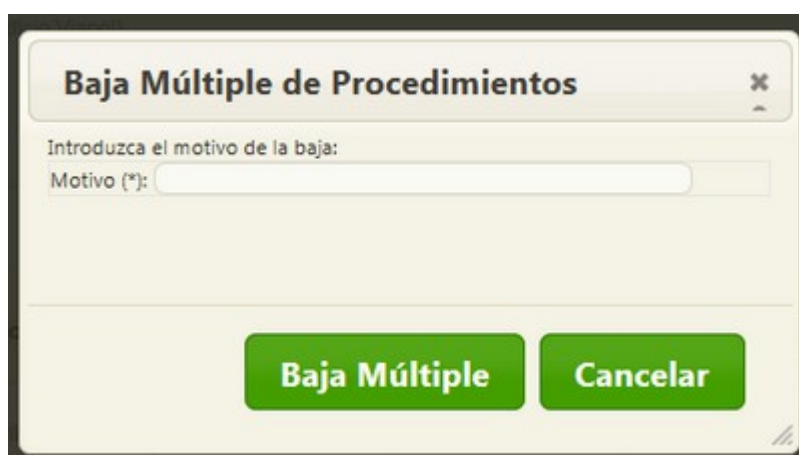 Baja Múltiple de Procedimientos
Introduzca el motivo de la baja:
Motivo (*):
Baja Múltiple Cancelar